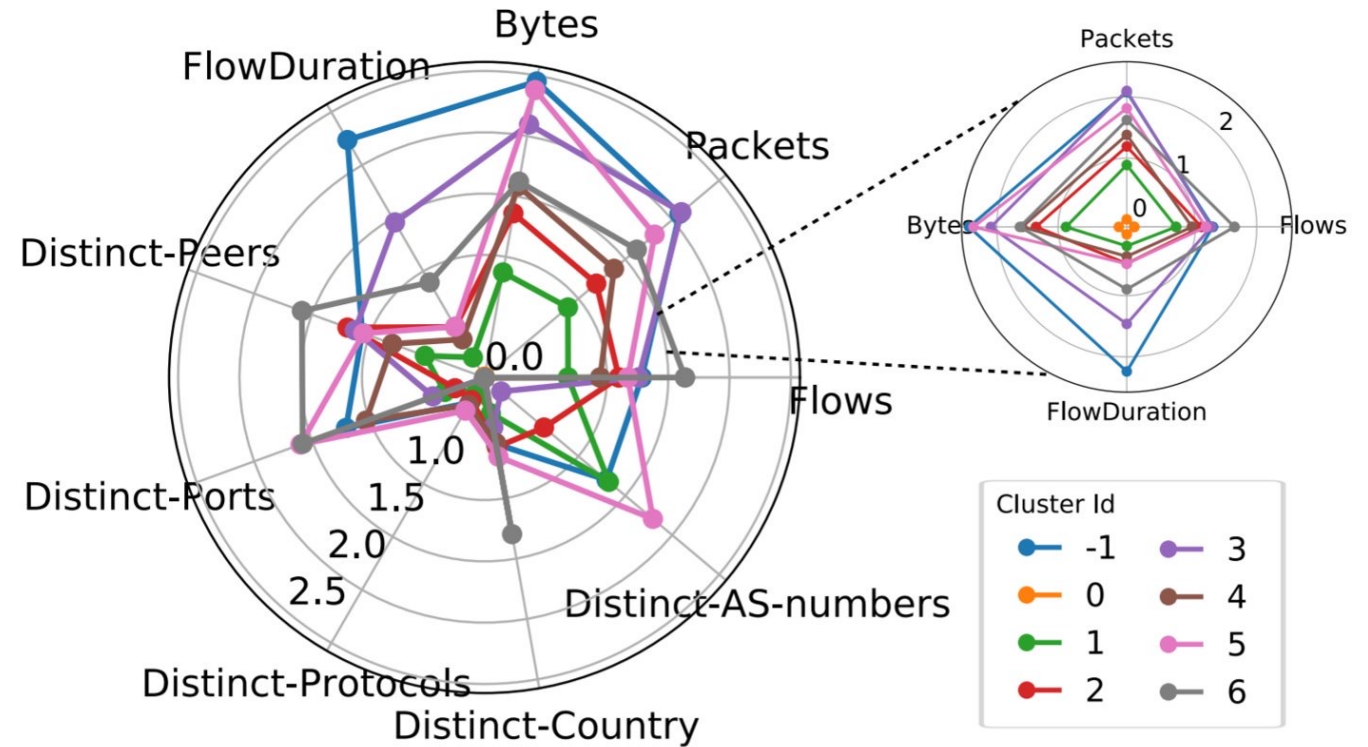 Bytes
FlowDuration
Packets
Distinct-Peers
0.0
Flows
Distinct-Ports
1.0
1.5
2.0
2.5
Distinct-AS-numbers
Distinct-Protocols
Distinct-Country
Packets
2
1
0
Bytes
Flows
FlowDuration
Cluster Id
-1 3
0 4
1 5
2 6